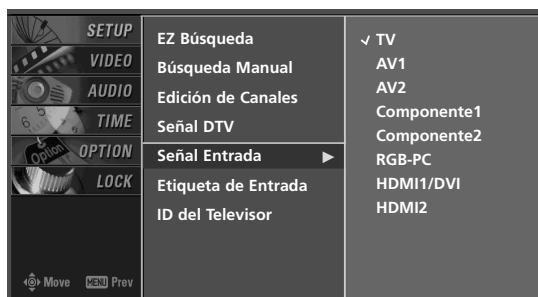 SETUP
VIDEO
AUDIO
TIME
OPTION
LOCK
Move MENU Prev
EZ Búsqueda
Búsqueda Manual
Edición de Canales
Señal DTV
Señal Entrada
Etiqueta de Entrada
ID del Televisor
TV
AV1
AV2
Componente1
Componente2
RGB-PC
HDMI1/DVI
HDMI2